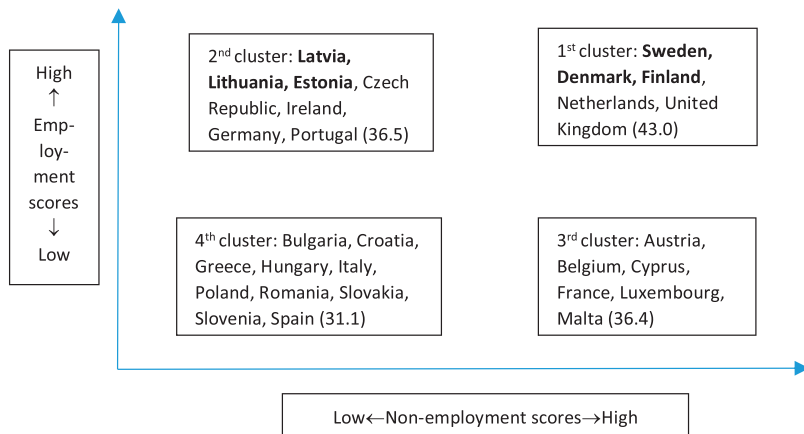 High
↑
Emp-
loy-
ment
scores
↓
Low
2nd cluster: Latvia,
Lithuania, Estonia, Czech
Republic, Ireland,
Germany, Portugal (36.5)
1st cluster: Sweden,
Denmark, Finland,
Netherlands, United
Kingdom (43.0)
4th cluster: Bulgaria, Croatia,
Greece, Hungary, Italy,
Poland, Romania, Slovakia,
Slovenia, Spain (31.1)
3rd cluster: Austria,
Belgium, Cyprus,
France, Luxembourg,
Malta (36.4)
Low←Non-employment scores→High